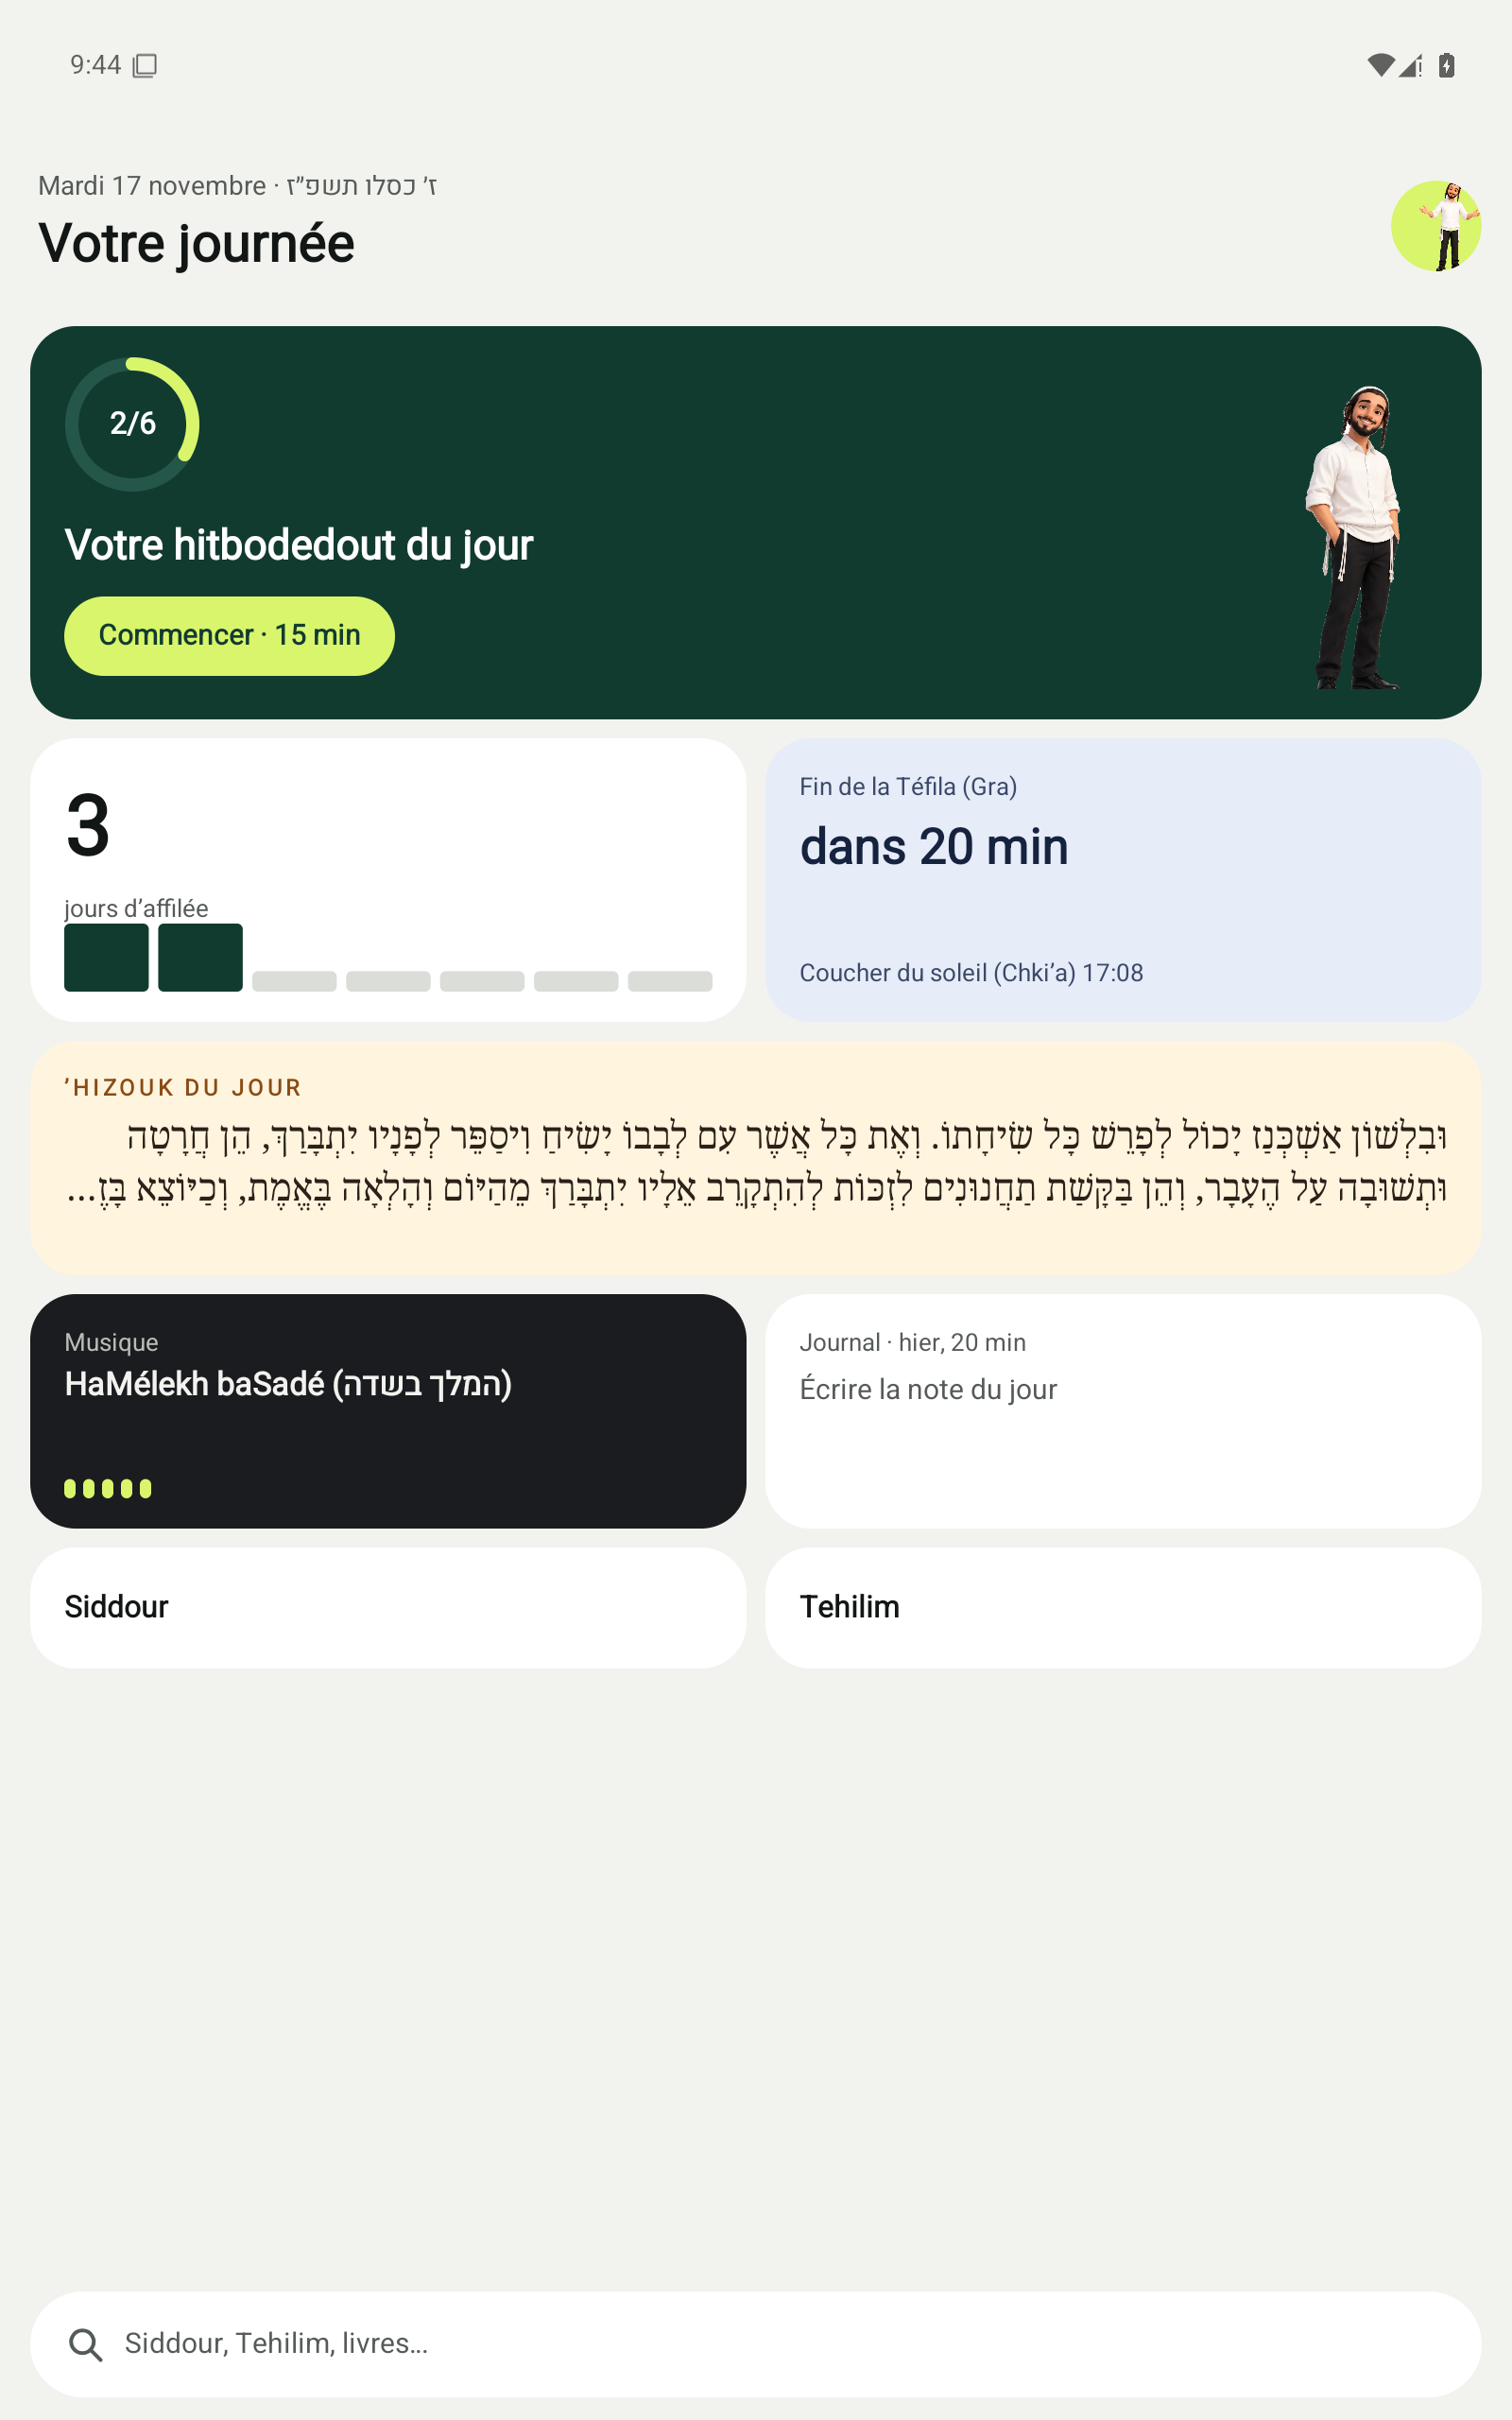 9:44
Mardi 17 novembre · ז׳ כסלו תשפ״ז
Votre journée
2/6
Votre hitbodedout du jour
Commencer · 15 min
3
jours d’affilée
Fin de la Téfila (Gra)
dans 20 min
Coucher du soleil (Chki’a) 17:08
’HIZOUK DU JOUR
וּבִלְשׁוֹן אַשְׁכְּנַז יָכוֹל לְפָרֵשׁ כָּל שִׂיחָתוֹ. וְאֶת כָּל אֲשֶׁר עִם לְבָבוֹ יָשִׂיחַ וִיסַפֵּר לְפָנָיו יִתְבָּרַךְ, הֵן חֲרָטָה
וּתְשׁוּבָה עַל הֶעָבָר, וְהֵן בַּקָּשַׁת תַּחֲנוּנִים לִזְכּוֹת לְהִתְקָרֵב אֵלָיו יִתְבָּרַךְ מֵהַיּוֹם וְהָלְאָה בֶּאֱמֶת, וְכַיּוֹצֵא בָּזֶ...
Musique
HaMélekh baSadé (המלך בשדה)
Journal · hier, 20 min
Écrire la note du jour
Siddour
Tehilim
Siddour, Tehilim, livres...